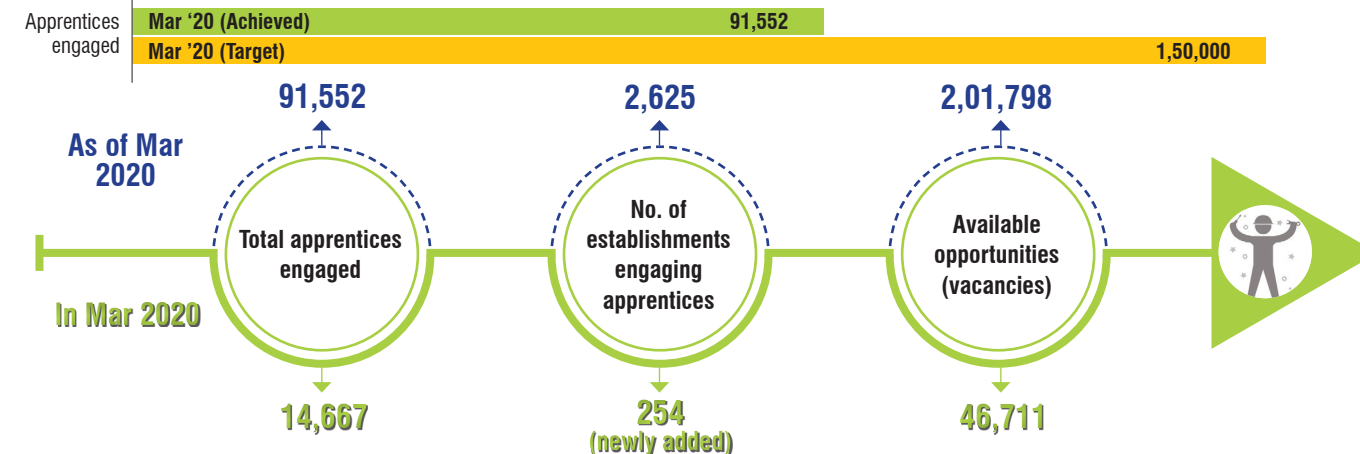 Apprentices
engaged
Mar ‘20 (Achieved) 91,552
Mar ’20 (Target) 1,50,000
91,552 2,625 2,01,798
As of Mar
2020
Total apprentices
engaged
No. of
establishments
engaging
apprentices
Available
opportunities
(vacancies)
In Mar 2020
14,667 254 46,711
(newly added)